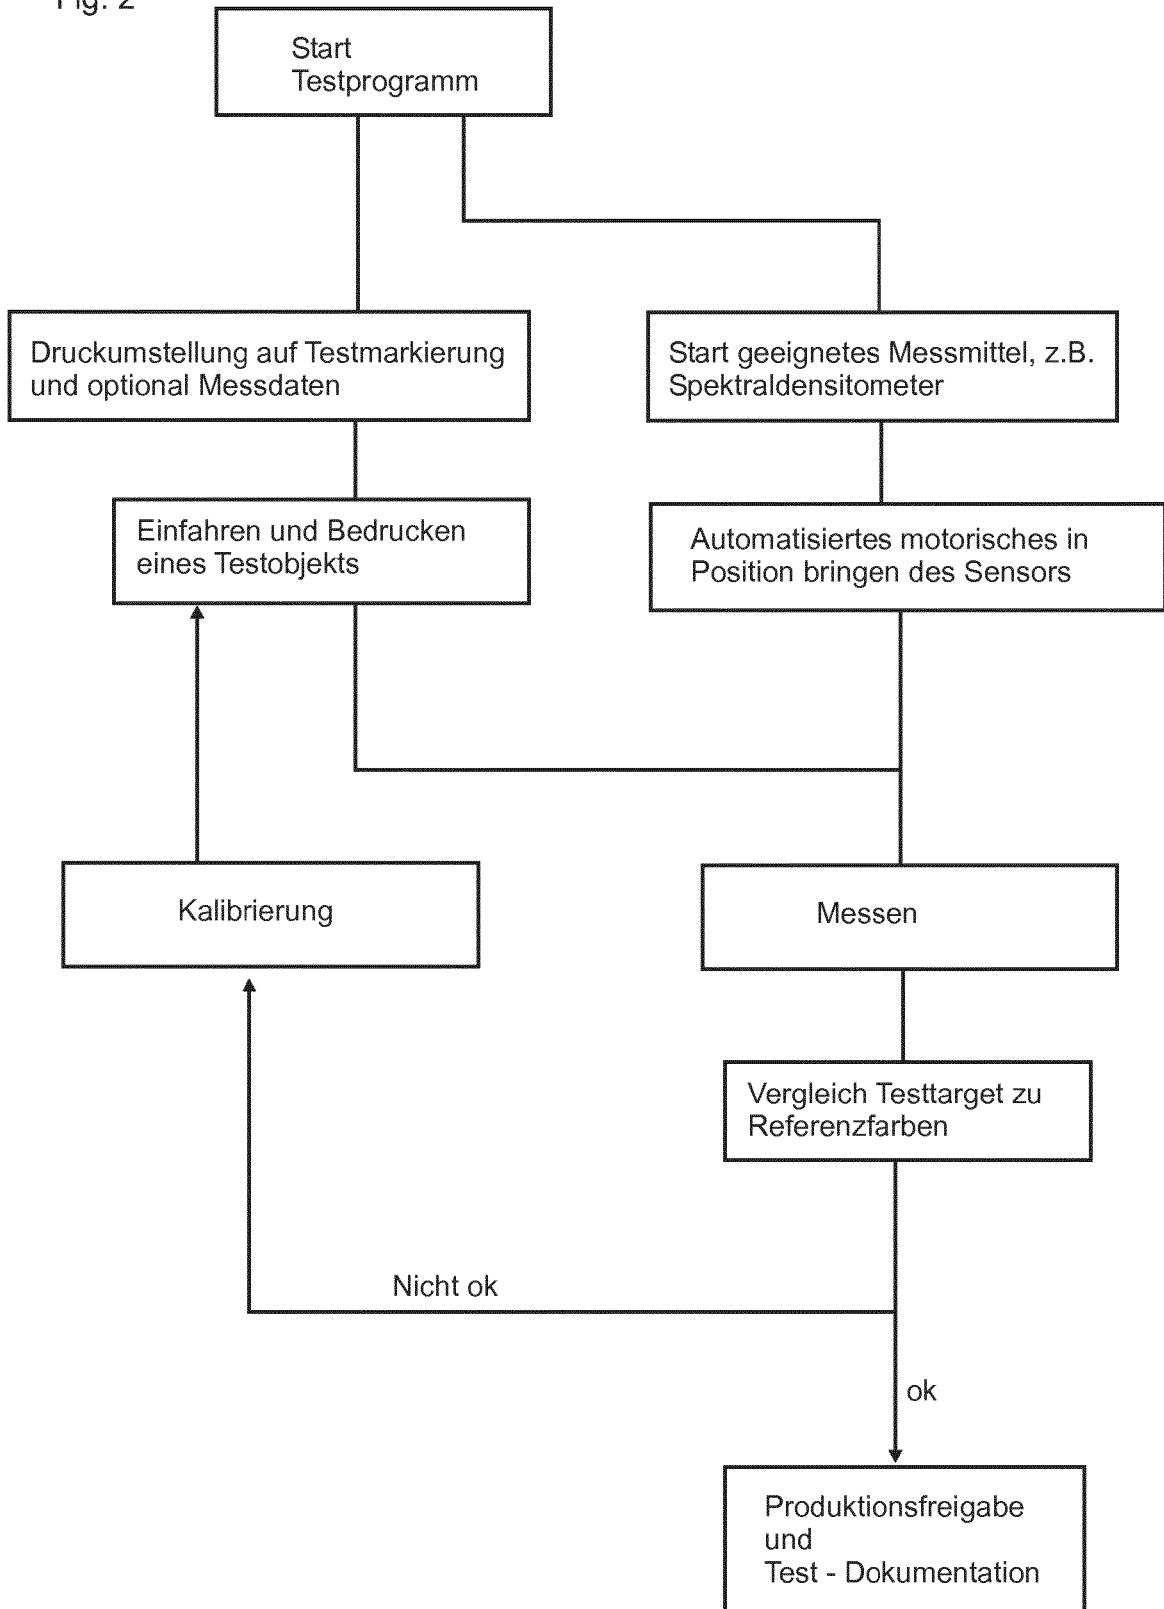 Fig. 2
Start
Testprogramm
Druckumstellung auf Testmarkierung
und optional Messdaten
Start geeignetes Messmittel, z.B.
Spektraldensitometer
Einfahren und Bedrucken
eines Testobjekts
Automatisiertes motorisches in
Position bringen des Sensors
Kalibrierung
Messen
Vergleich Testtarget zu
Referenzfarben
Nicht ok
ok
Produktionsfreigabe
und
Test - Dokumentation